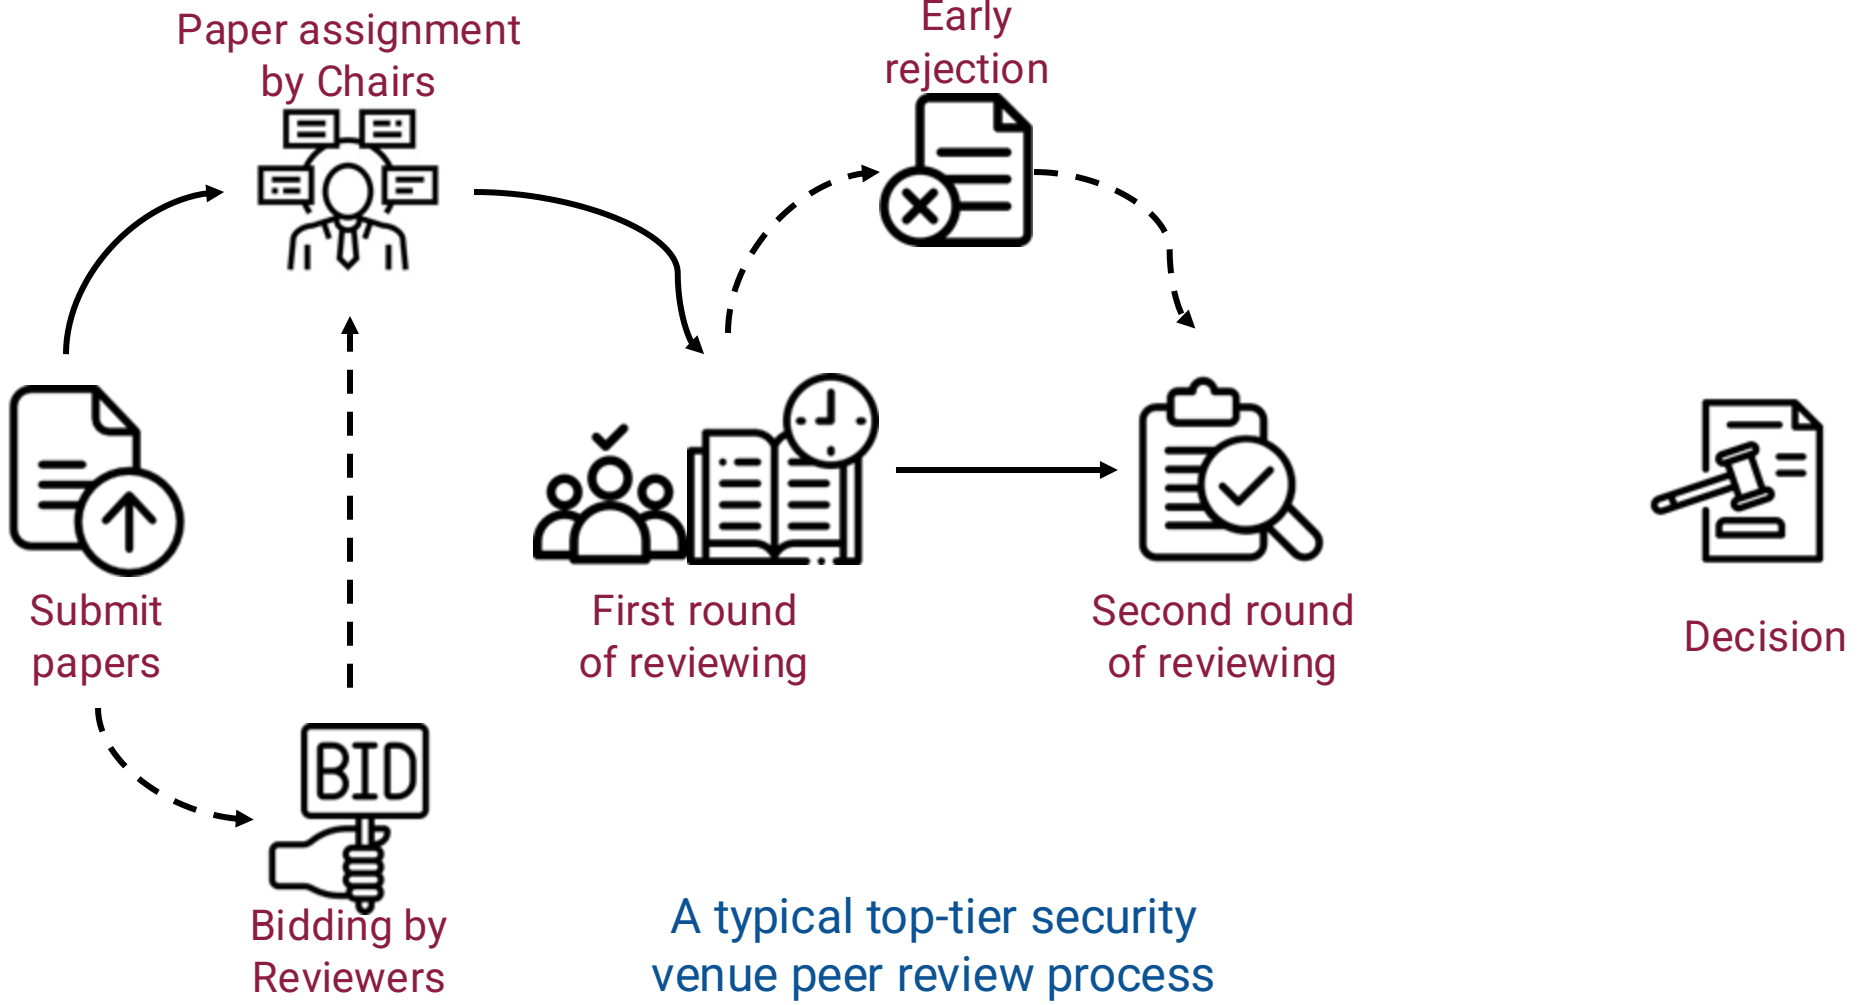 Paper assignment
by Chairs
Early
rejection
Submit
papers
First round
of reviewing
Second round
of reviewing
Decision
BID
Bidding by
Reviewers
A typical top-tier security
venue peer review process